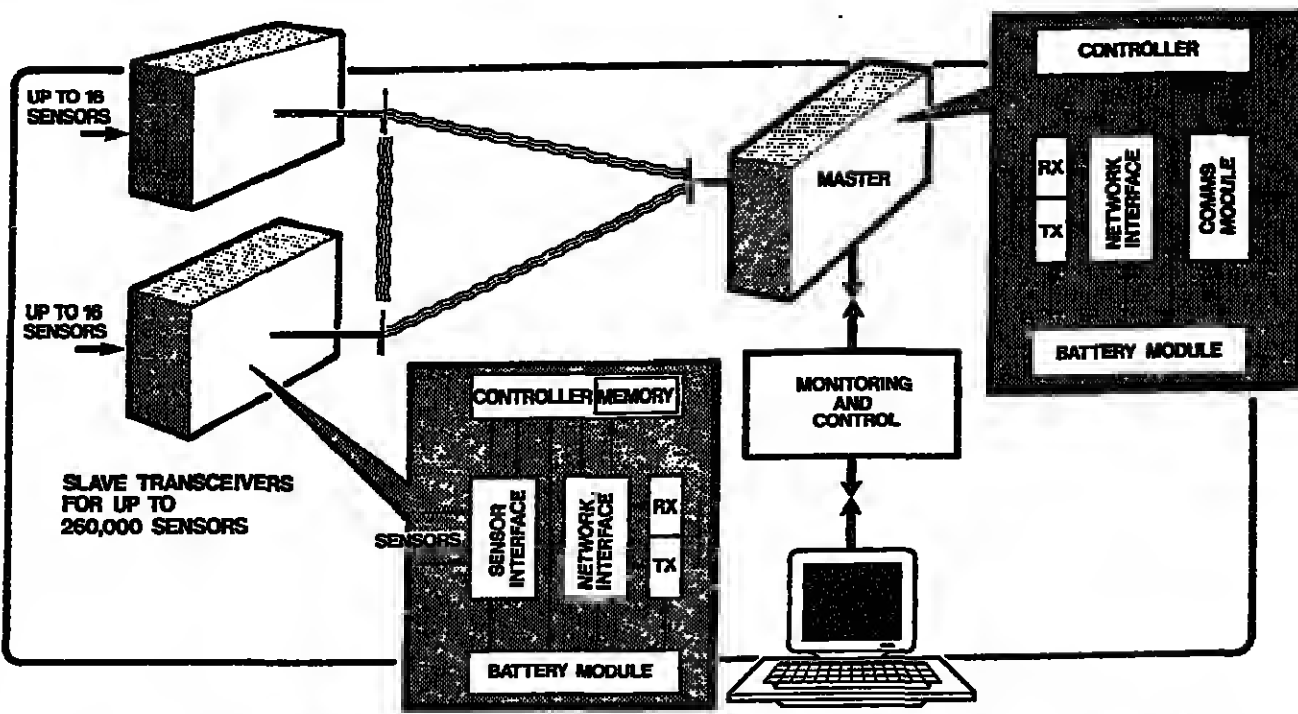 UP TO 16
SENSORS
UP TO 16
SENSORS
SLAVE TRANSCEIVERS
FOR UP TO
260,000 SENSORS
CONTROLLER
MEMORY
SENSORS
SENSOR
INTERFACE
NETWORK
INTERFACE
RX
TX
BATTERY MODULE
MASTER
MONITORING
AND
CONTROL
CONTROLLER
RX
TX
NETWORK
INTERFACE
COMMS
MODULE
BATTERY MODULE